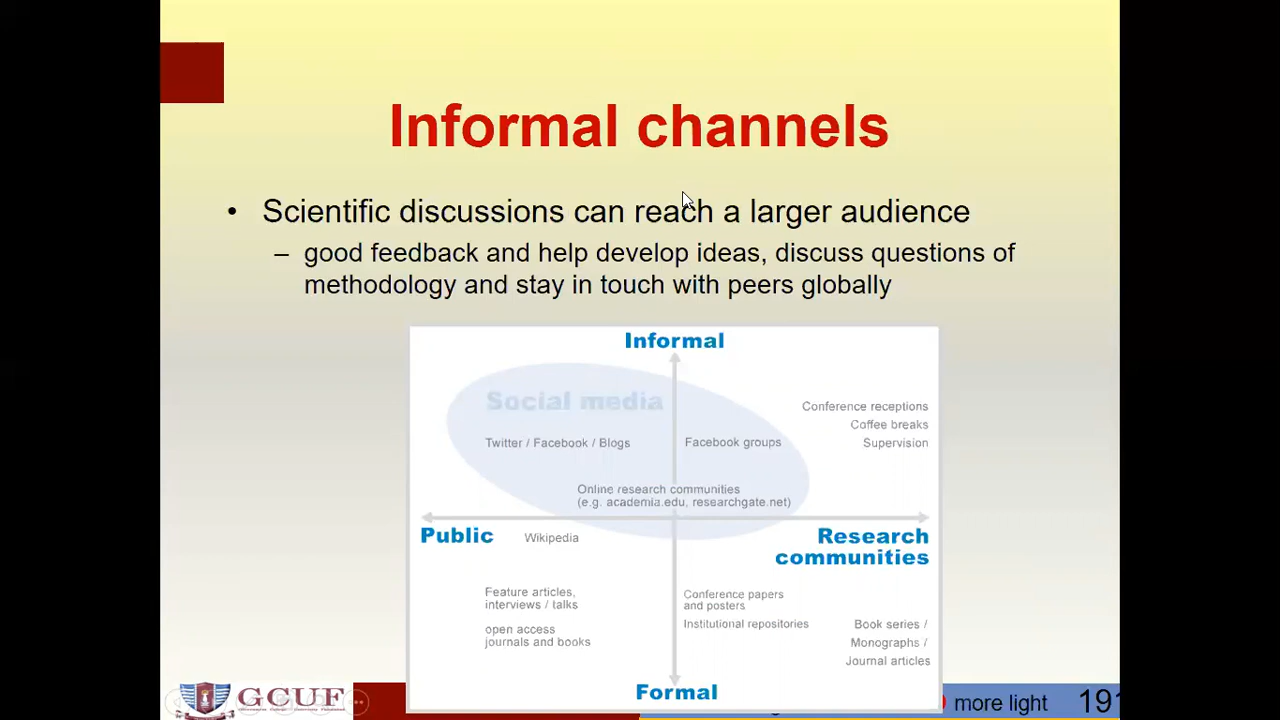 Informal channels
• Scientific discussions can reach a larger audience
– good feedback and help develop ideas, discuss questions of
methodology and stay in touch with peers globally
Informal
Social media
Conference receptions
Coffee breaks
Twitter / Facebook / Blogs
Facebook groups
Supervision
Online research communities
(e.g. academia.edu, researchgate.net)
Public
Wikipedia
Research
communities
Feature articles,
interviews / talks
Conference papers
and posters
open access
journals and books
Institutional repositories
Book series /
Monographs /
Journal articles
Formal
GCUF
more light
191